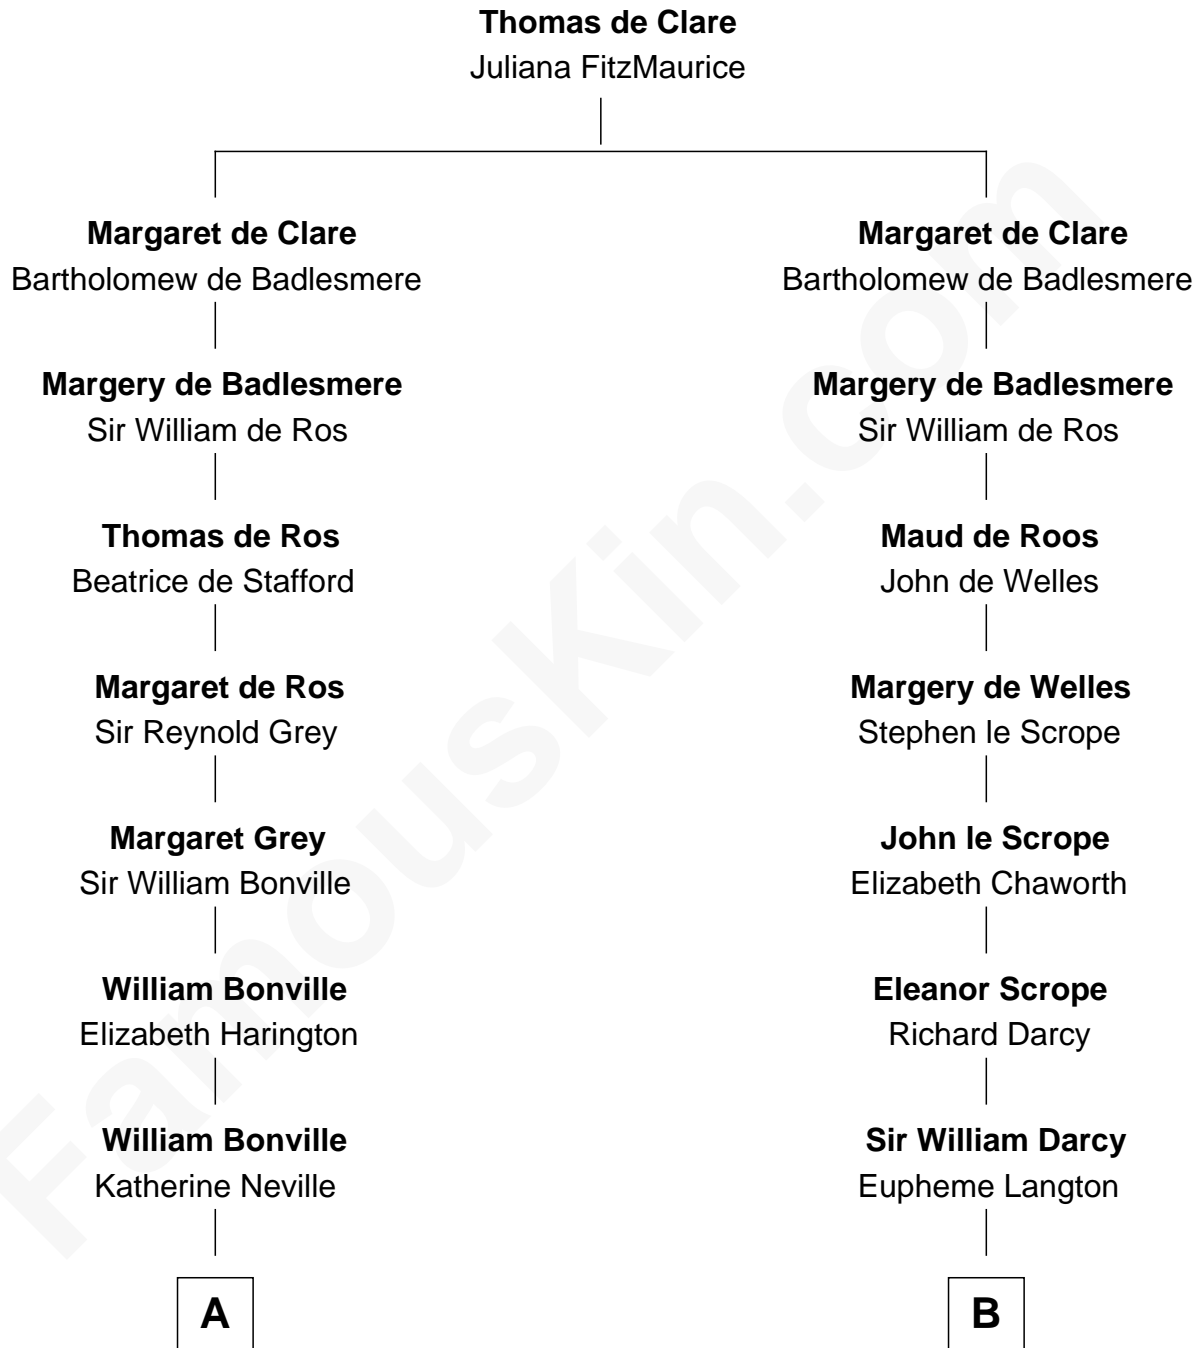 Thomas de Clare
Juliana FitzMaurice
Margaret de Clare
Bartholomew de Badlesmere
Margery de Badlesmere
Sir William de Ros
Thomas de Ros
Beatrice de Stafford
Margaret de Ros
Sir Reynold Grey
Margaret Grey
Sir William Bonville
William Bonville
Elizabeth Harington
William Bonville
Katherine Neville
A
Margaret de Clare
Bartholomew de Badlesmere
Margery de Badlesmere
Sir William de Ros
Maud de Roos
John de Welles
Margery de Welles
Stephen le Scrope
John le Scrope
Elizabeth Chaworth
Eleanor Scrope
Richard Darcy
Sir William Darcy
Eupheme Langton
B
FamousKin.com